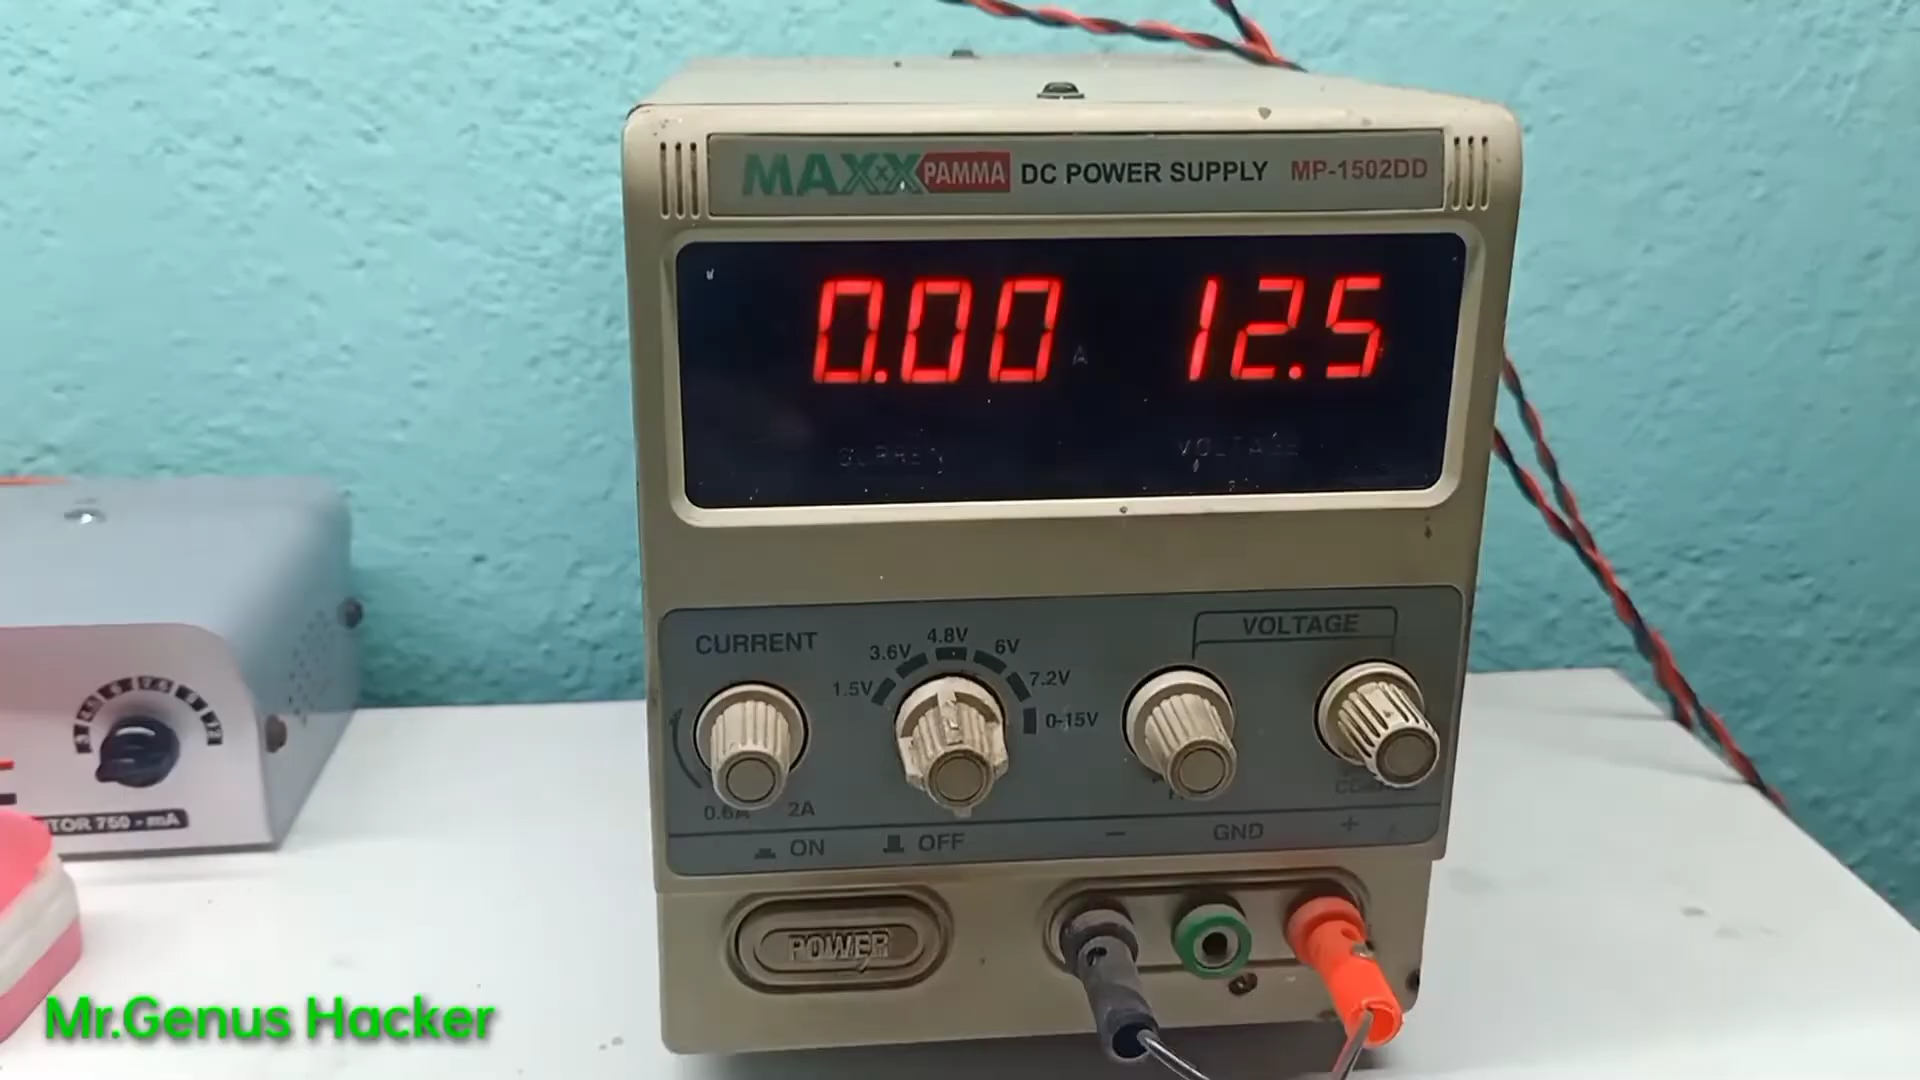 MAXX PAMMA DC POWER SUPPLY MP-1502DD
0.00 A 12.5
VOLTAGE
CURRENT
VOLTAGE
1.5V 3.6V 4.8V 6V 7.2V 0-15V
0.6A 2A
ON OFF − GND +
POWER
750-mA
Mr.Genus Hacker